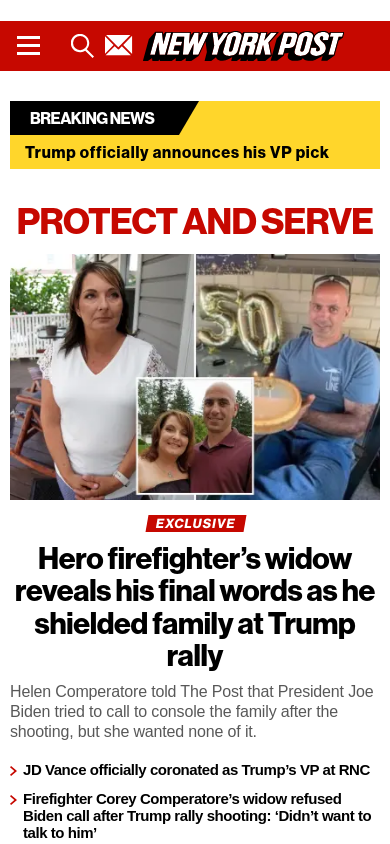 NEW YORK POST
BREAKING NEWS
Trump officially announces his VP pick
PROTECT AND SERVE
50
LINE
EXCLUSIVE
Hero firefighter’s widow
reveals his final words as he
shielded family at Trump
rally
Helen Comperatore told The Post that President Joe
Biden tried to call to console the family after the
shooting, but she wanted none of it.
JD Vance officially coronated as Trump’s VP at RNC
Firefighter Corey Comperatore’s widow refused
Biden call after Trump rally shooting: ‘Didn’t want to
talk to him’